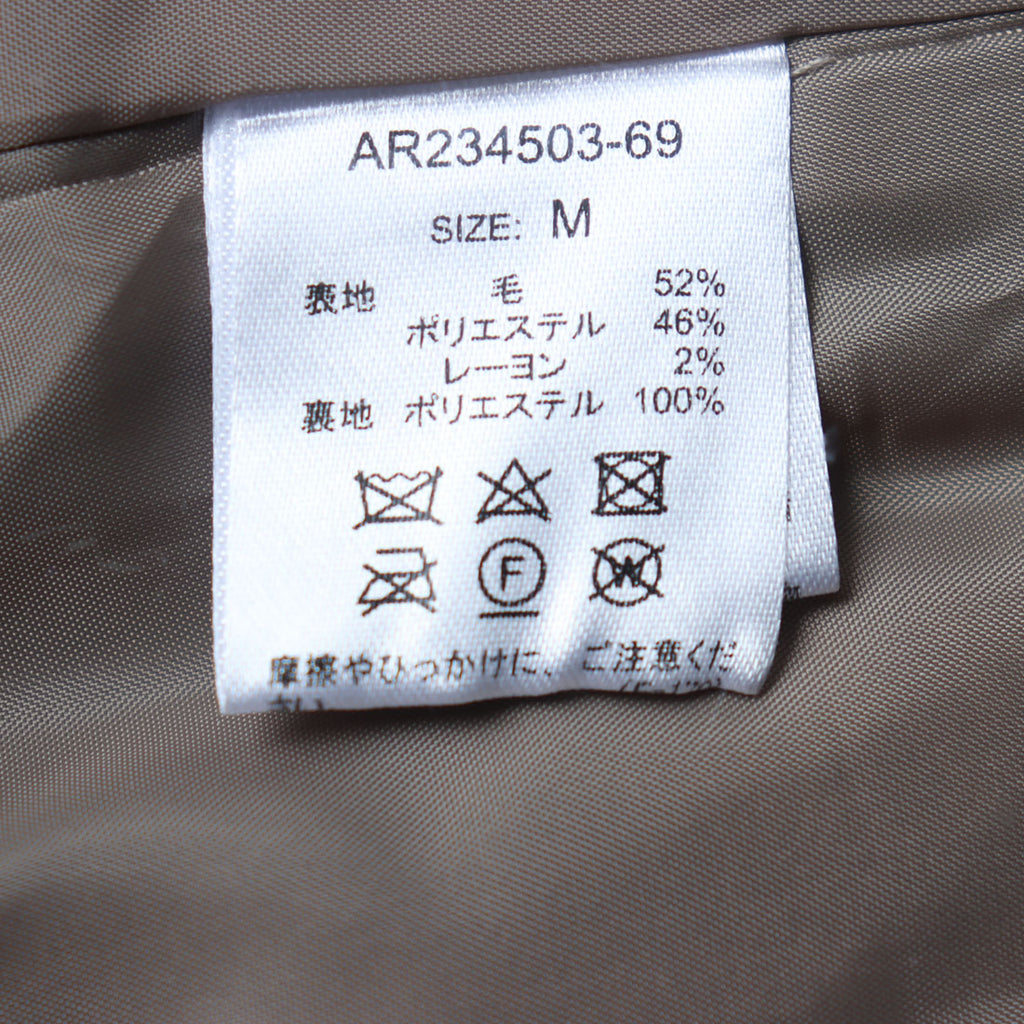 AR234503-69
SIZE: M
表地 毛 52%
ポリエステル 46%
レーヨン 2%
裏地 ポリエステル 100%
F W
摩擦やひっかけに、ご注意くだ
さい